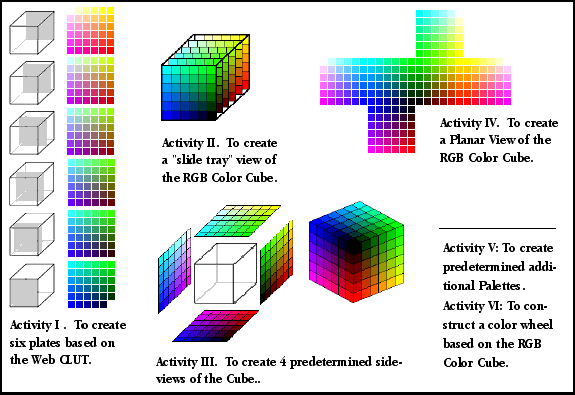 Activity II.  To create
a "slide tray" view of
the RGB Color Cube.
Activity IV.  To create
a Planar View of the
RGB Color Cube.
Activity I .  To create
six plates based on
the Web CLUT.
Activity III.  To create 4 predetermined side-
views of the Cube..
Activity V: To create
predetermined addi-
tional Palettes.
Activity VI: To con-
struct a color wheel
based on the RGB
Color Cube.